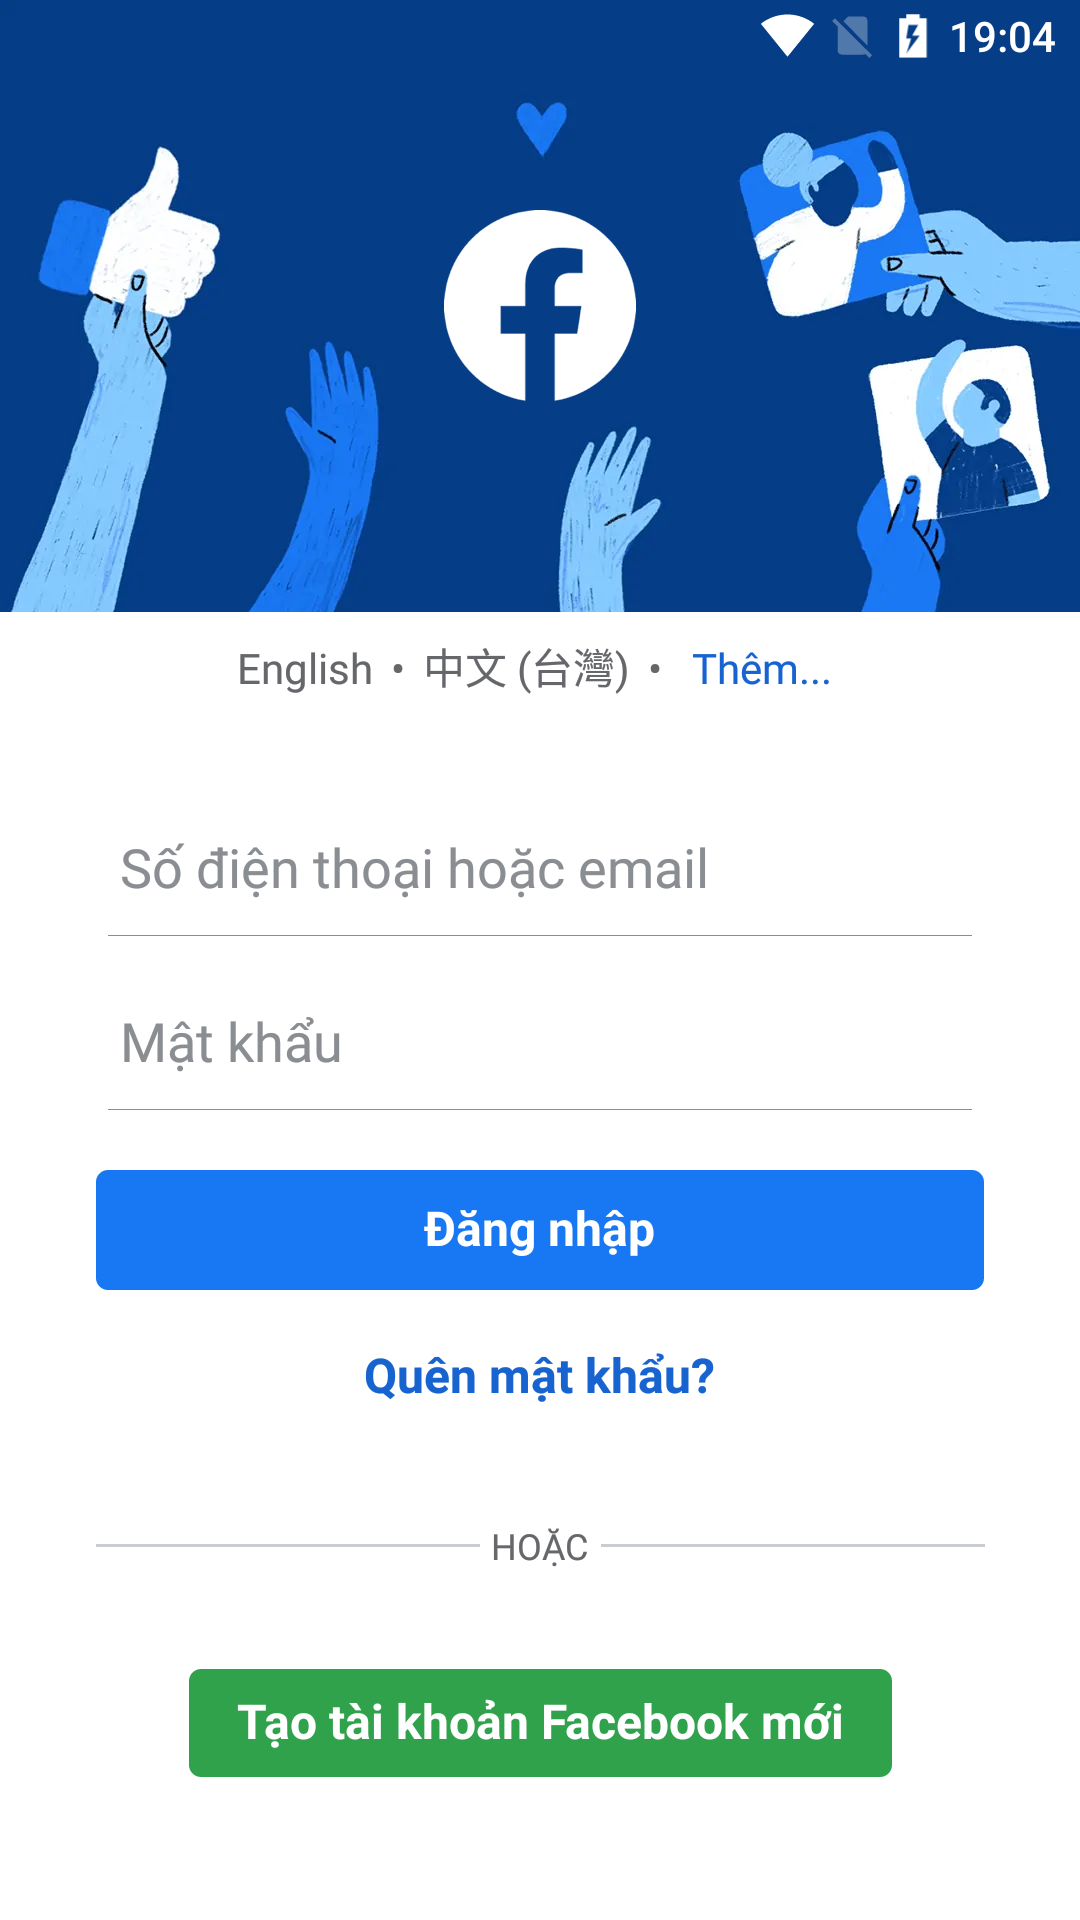 19:04
English • 中文 (台灣) • Thêm...
Số điện thoại hoặc email
Mật khẩu
Đăng nhập
Quên mật khẩu?
HOẶC
Tạo tài khoản Facebook mới